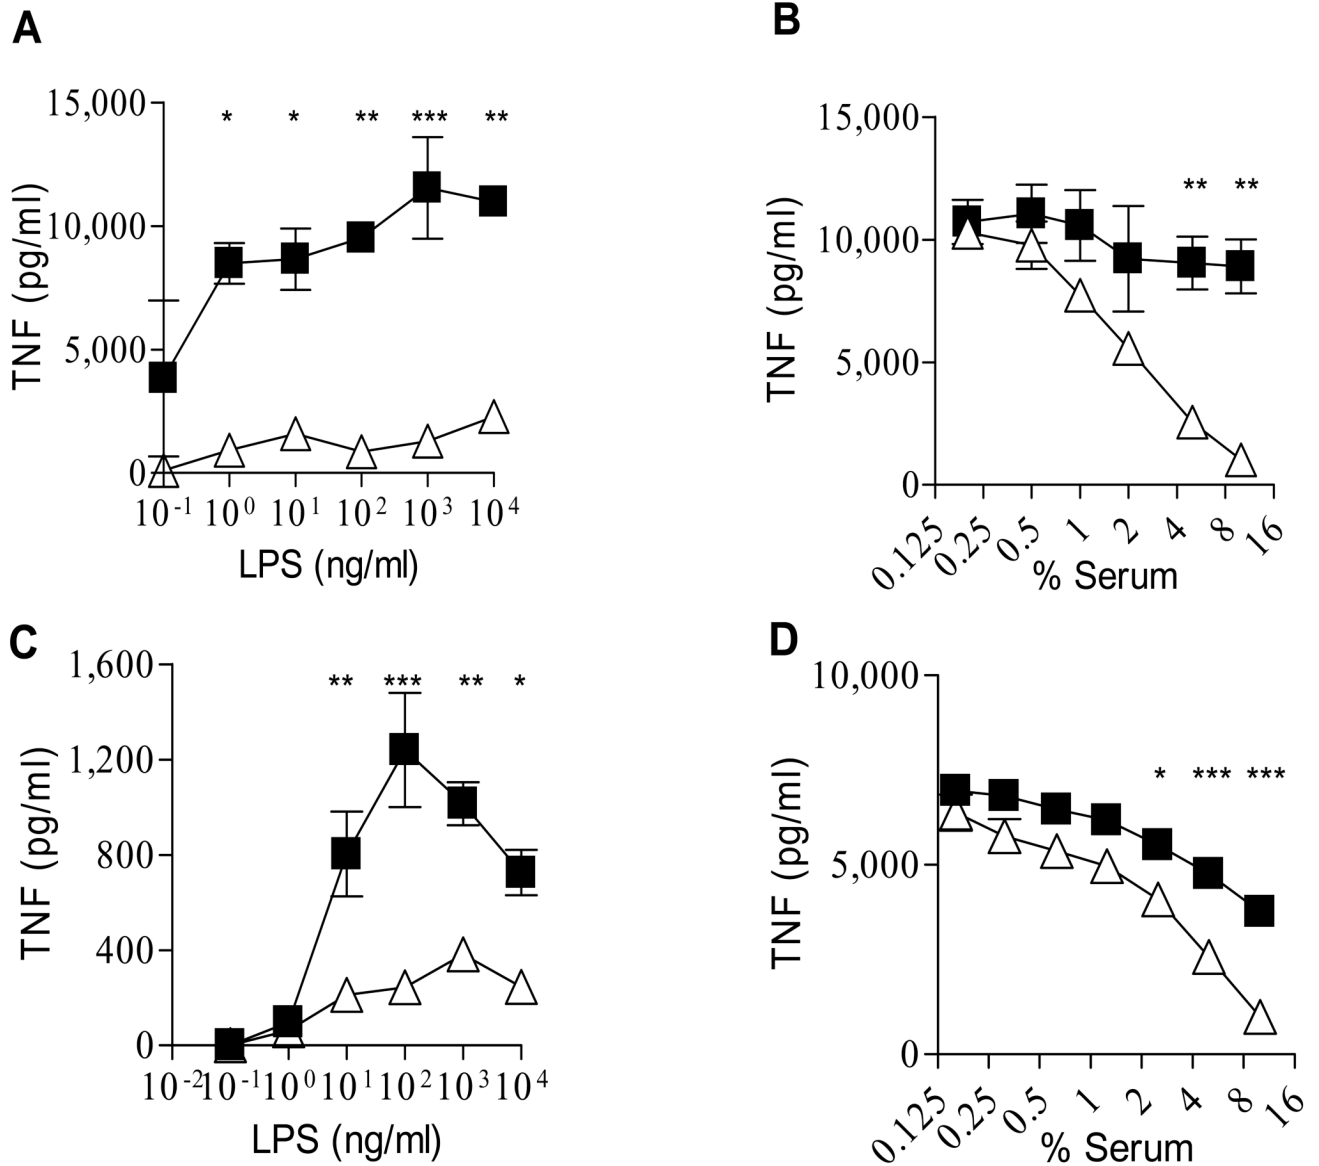 A
TNF (pg/ml)
15,000
10,000
5,000
0
* * ** *** **
10-1 100 101 102 103 104
LPS (ng/ml)
B
TNF (pg/ml)
15,000
10,000
5,000
0
** **
0.125 0.25 0.5 1 2 4 8 16
% Serum
C
TNF (pg/ml)
1,600
1,200
800
400
0
** *** ** *
10-2 10-1 100 101 102 103 104
LPS (ng/ml)
D
TNF (pg/ml)
10,000
5,000
0
* *** ***
0.125 0.25 0.5 1 2 4 8 16
% Serum